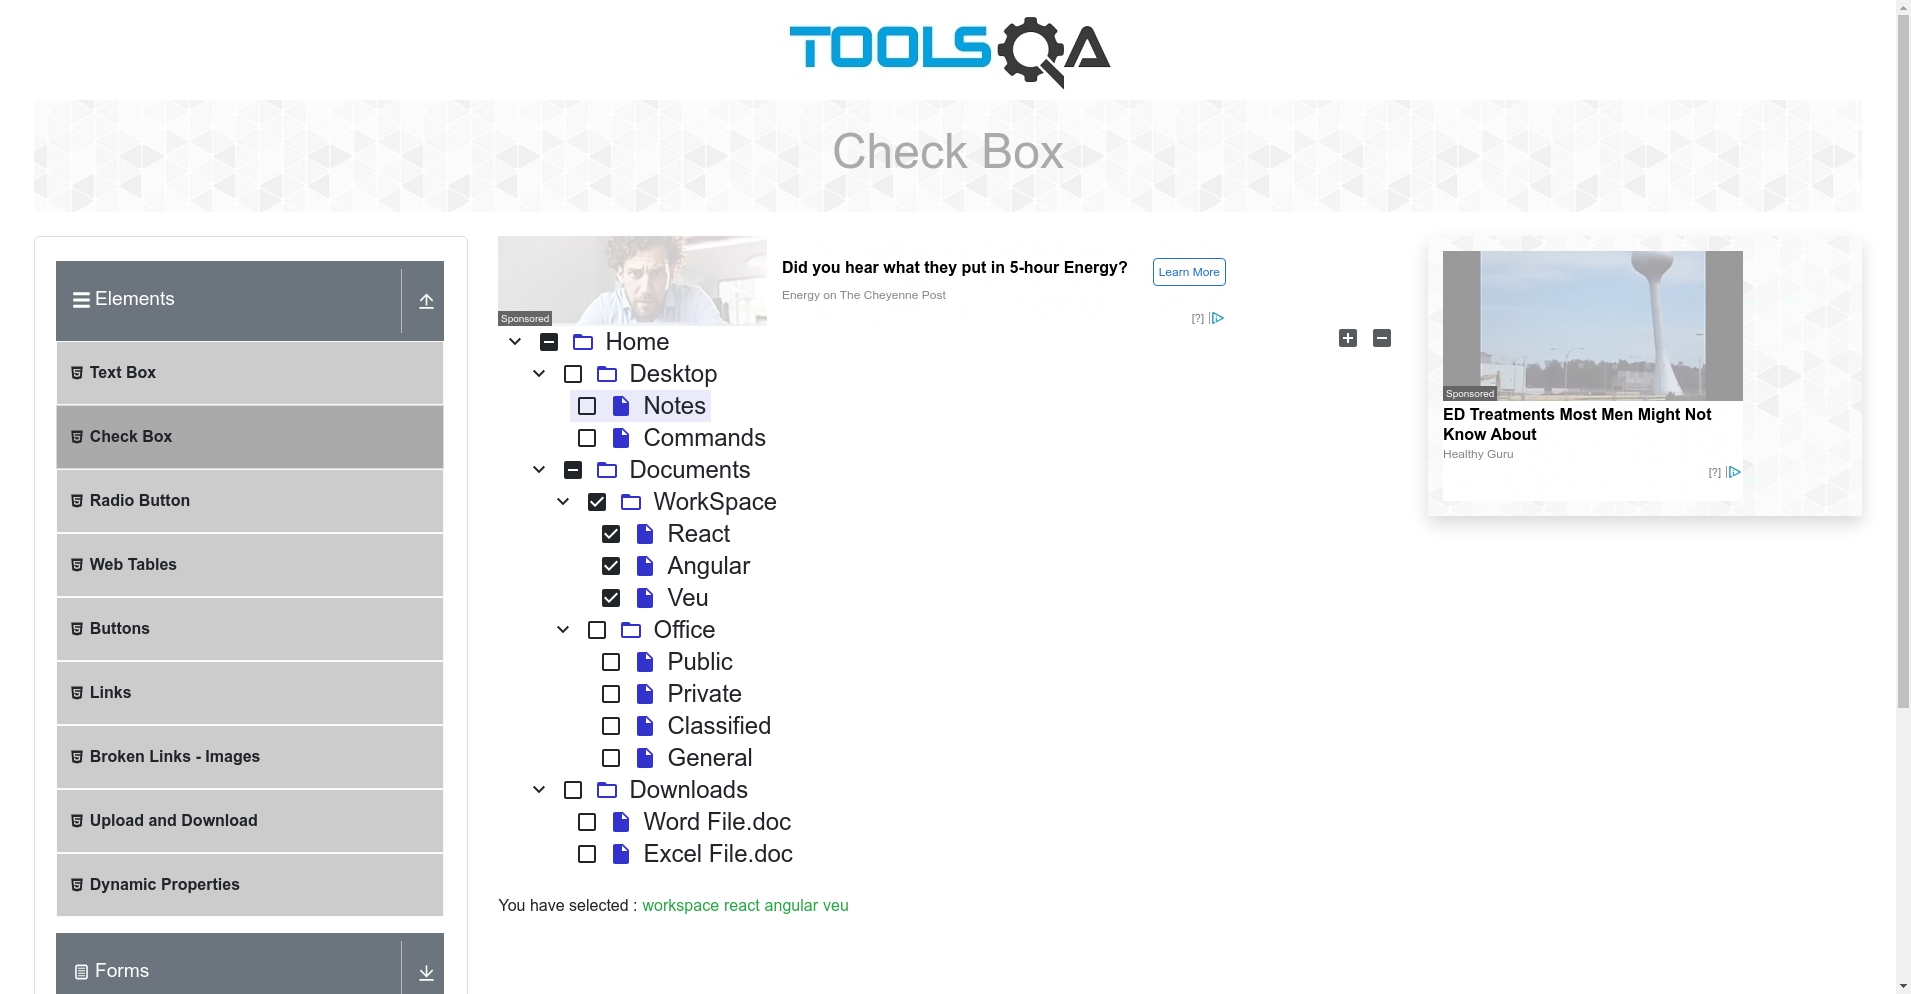 TOOLSQA
Check Box
Elements
Text Box
Check Box
Radio Button
Web Tables
Buttons
Links
Broken Links - Images
Upload and Download
Dynamic Properties
Forms
Sponsored
Did you hear what they put in 5-hour Energy?
Energy on The Cheyenne Post
Learn More
[?]
Home
Desktop
Notes
Commands
Documents
WorkSpace
React
Angular
Veu
Office
Public
Private
Classified
General
Downloads
Word File.doc
Excel File.doc
You have selected : workspace react angular veu
Sponsored
ED Treatments Most Men Might Not
Know About
Healthy Guru
[?]